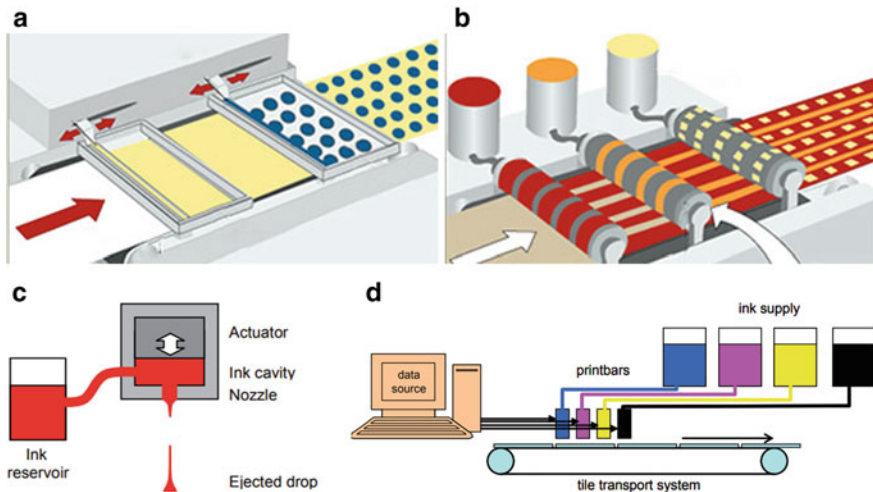 a
b
c
Actuator
Ink cavity
Nozzle
Ink
reservoir
Ejected drop
d
ink supply
data
source
printbars
tile transport system